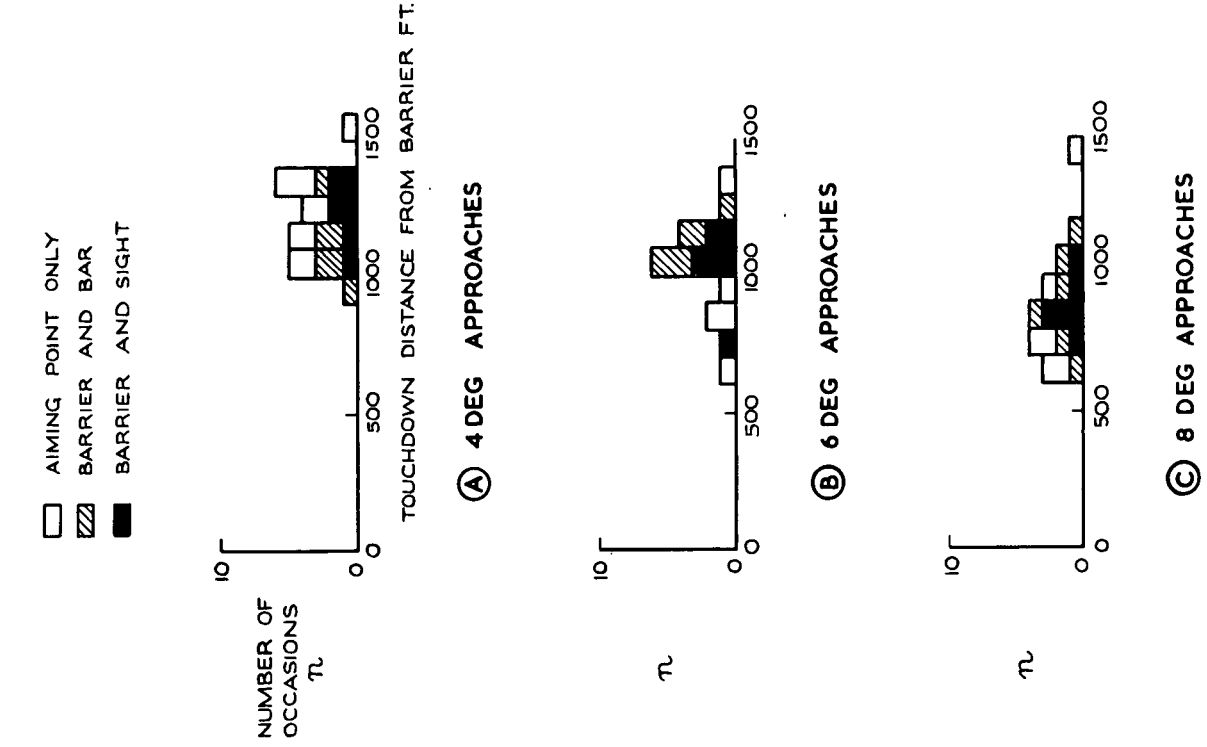 AIMING POINT ONLY
BARRIER AND BAR
BARRIER AND SIGHT
NUMBER OF
OCCASIONS
n
10
0
0
500
1000
1500
TOUCHDOWN DISTANCE FROM BARRIER FT.
A 4 DEG APPROACHES
n
10
0
0
500
1000
1500
B 6 DEG APPROACHES
n
10
0
0
500
1000
1500
C 8 DEG APPROACHES